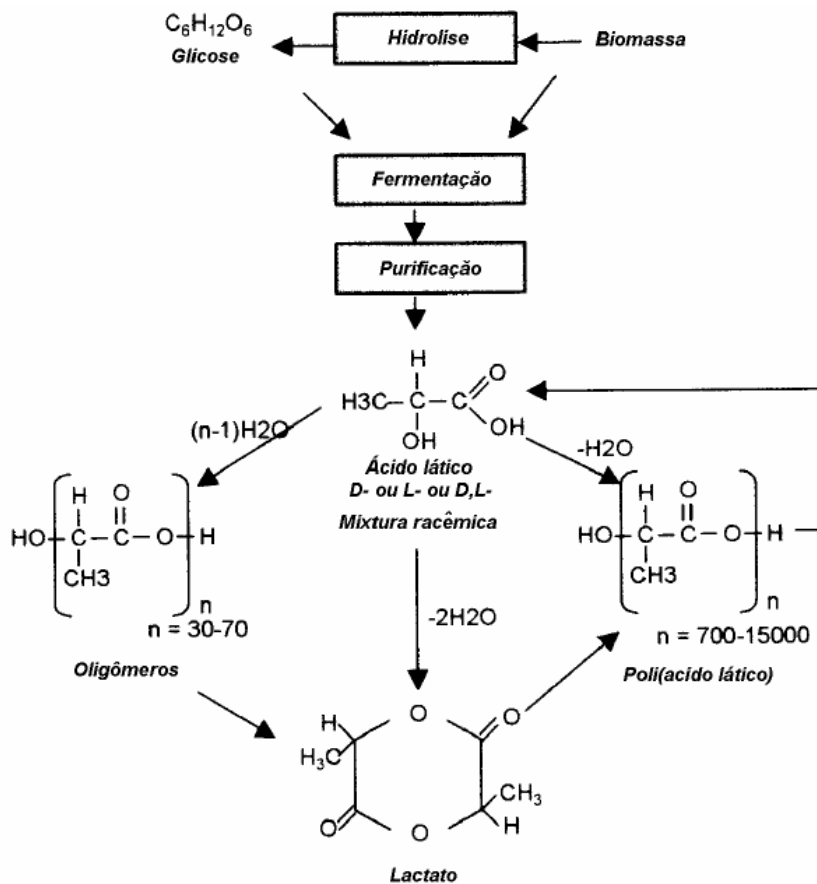 C6H12O6
Glicose
Hidrolise
Biomassa
Fermentação
Purificação
H
O
H3C
C
C
OH
OH
(n-1)H2O
-H2O
Ácido lático
D- ou L- ou D,L-
Mixtura racêmica
H
O
HO
C
C
O
H
CH3
n
n = 30-70
Oligômeros
-2H2O
H
O
HO
C
C
O
H
CH3
n
n = 700-15000
Poli(acido lático)
O
O
H
H3C
CH3
O
O
H
Lactato